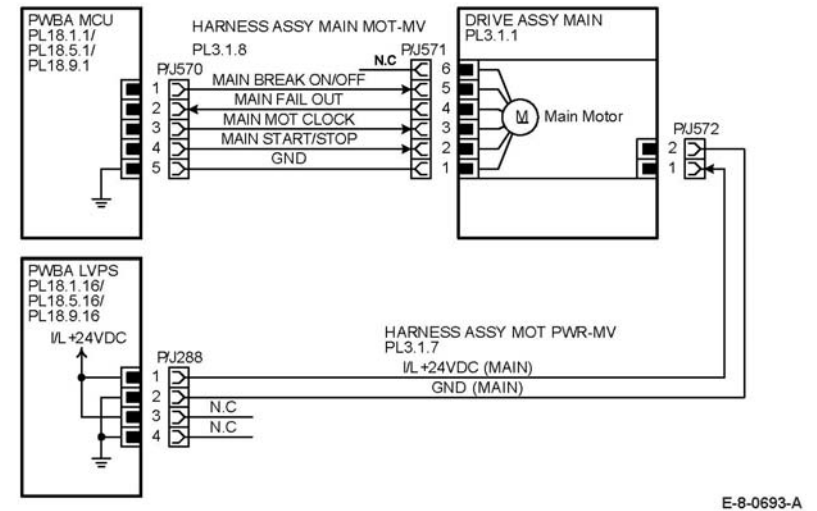 PWBA MCU
PL18.1.1/
PL18.5.1/
PL18.9.1
HARNESS ASSY MAIN MOT-MV
PL3.1.8
DRIVE ASSY MAIN
PL3.1.1
P/J570
P/J571
N.C
6
1 MAIN BREAK ON/OFF 5
2 MAIN FAIL OUT 4
3 MAIN MOT CLOCK 3
4 MAIN START/STOP 2
5 GND 1
M Main Motor
P/J572
2
1
PWBA LVPS
PL18.1.16/
PL18.5.16/
PL18.9.16
I/L +24VDC
HARNESS ASSY MOT PWR-MV
PL3.1.7
P/J288
1 I/L +24VDC (MAIN)
2 GND (MAIN)
3 N.C
4 N.C
E-8-0693-A